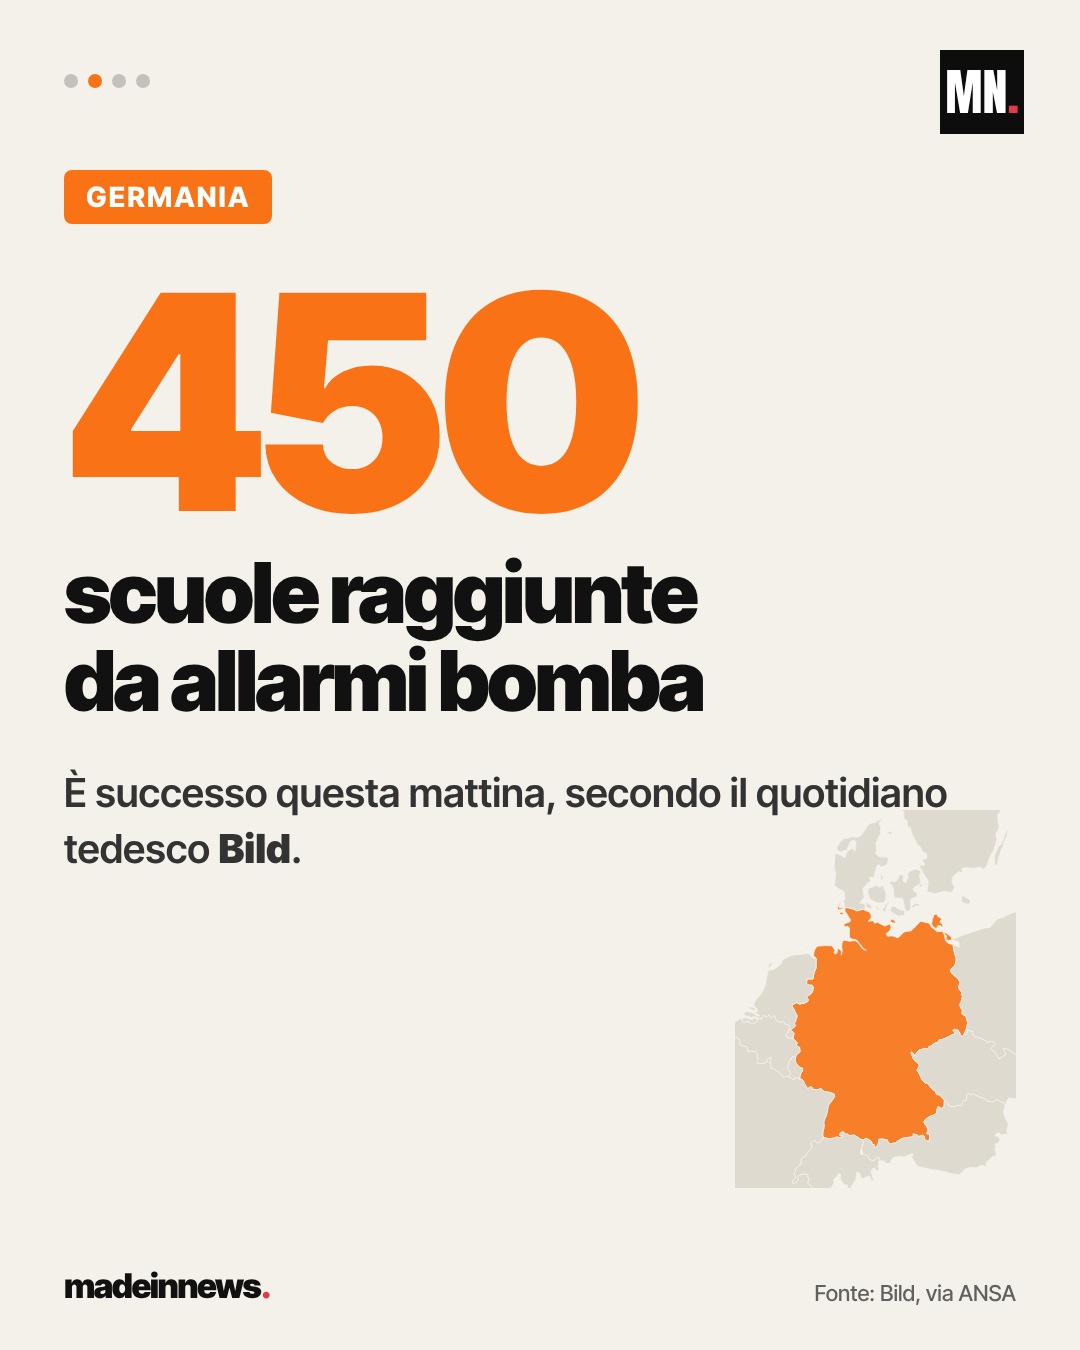 MN.
GERMANIA
450
scuole raggiunte
da allarmi bomba
È successo questa mattina, secondo il quotidiano
tedesco Bild.
madeinnews.
Fonte: Bild, via ANSA